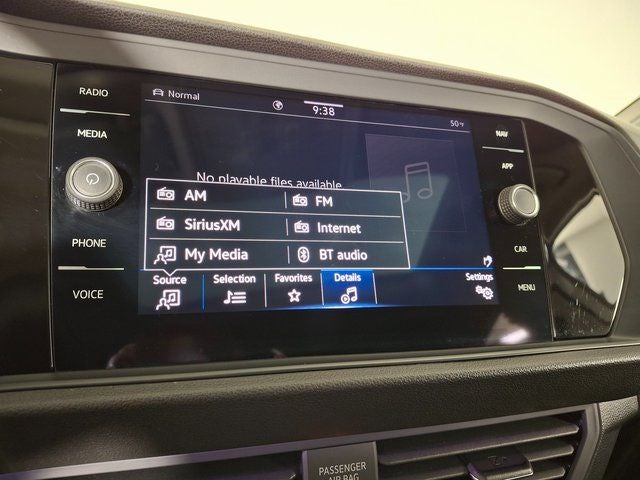 RADIO
MEDIA
PHONE
VOICE
Normal
9:38
50°F
No playable files available
AM
FM
SiriusXM
Internet
My Media
BT audio
Source
Selection
Favorites
Details
Settings
NAV
APP
CAR
MENU
PASSENGER
AIR BAG